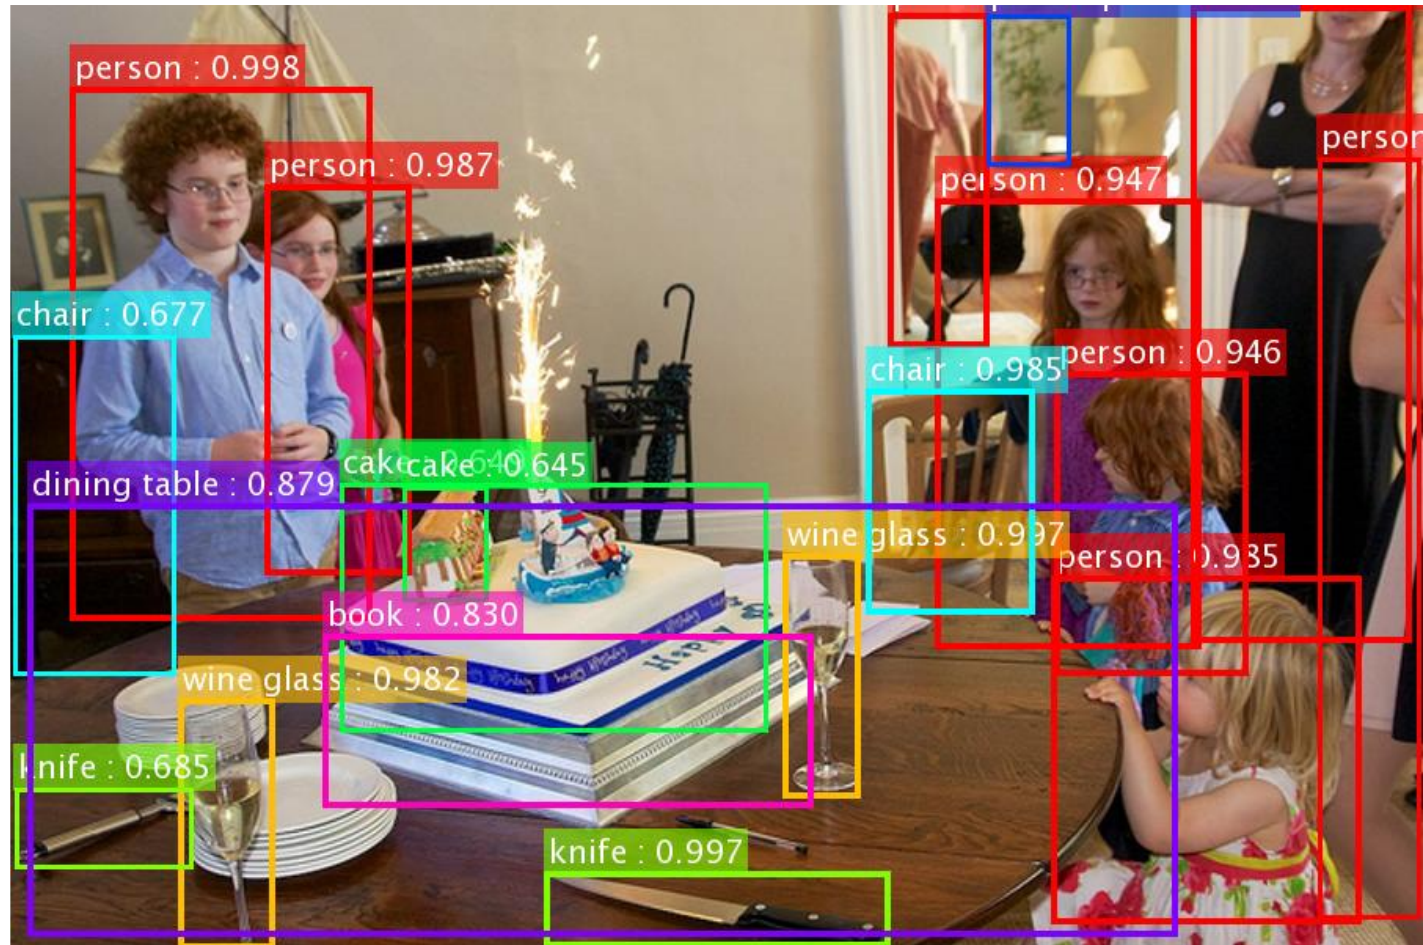 person : 0.998
person
person : 0.987
person : 0.947
chair : 0.677
person : 0.946
chair : 0.985
cake
cake : 0.645
dining table : 0.879
wine glass : 0.997
person : 0.985
book : 0.830
HAPPY
wine glass : 0.982
knife : 0.685
knife : 0.997